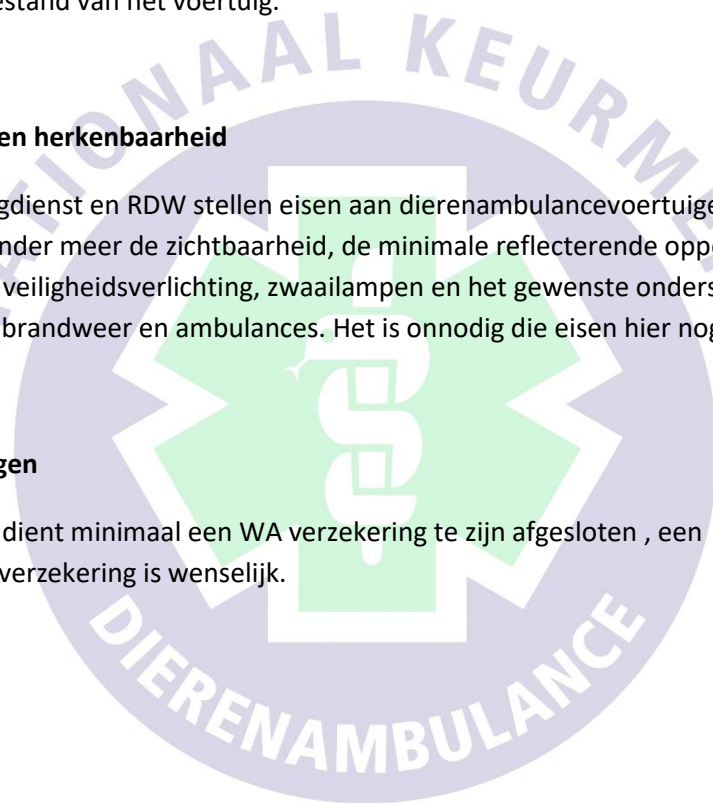 estand van het voertuig.
NATIONAAL KEURME
en herkenbaarheid
gdienst en RDW stellen eisen aan dierenambulancevoertuige
nder meer de zichtbaarheid, de minimale reflecterende opp
veiligheidsverlichting, zwaailampen en het gewenste onders
brandweer en ambulances. Het is onnodig die eisen hier nog
gen
dient minimaal een WA verzekering te zijn afgesloten , een
verzekering is wenselijk.
DIERENAMBULANCE